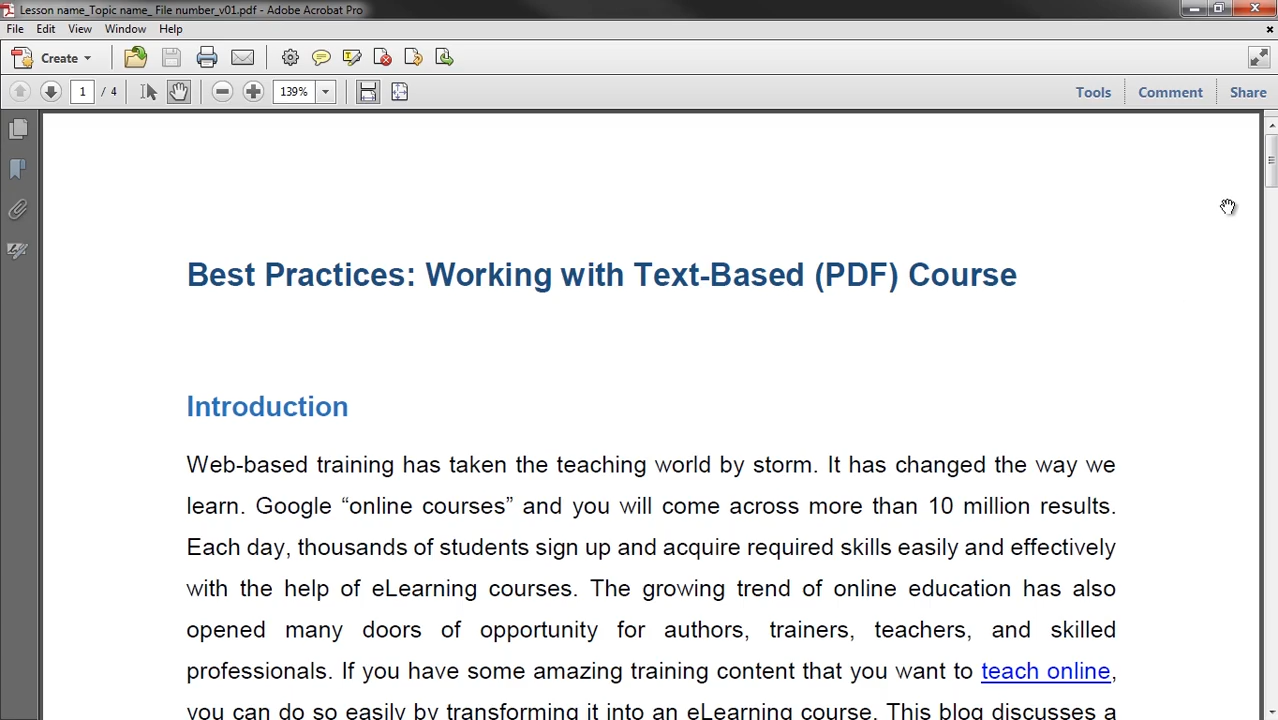 Lesson name_Topic name_ File number_v01.pdf - Adobe Acrobat Pro
File Edit View Window Help
Create
1 / 4 139% Tools Comment Share
Best Practices: Working with Text-Based (PDF) Course
Introduction
Web-based training has taken the teaching world by storm. It has changed the way we
learn. Google “online courses” and you will come across more than 10 million results.
Each day, thousands of students sign up and acquire required skills easily and effectively
with the help of eLearning courses. The growing trend of online education has also
opened many doors of opportunity for authors, trainers, teachers, and skilled
professionals. If you have some amazing training content that you want to teach online,
you can do so easily by transforming it into an eLearning course. This blog discusses a